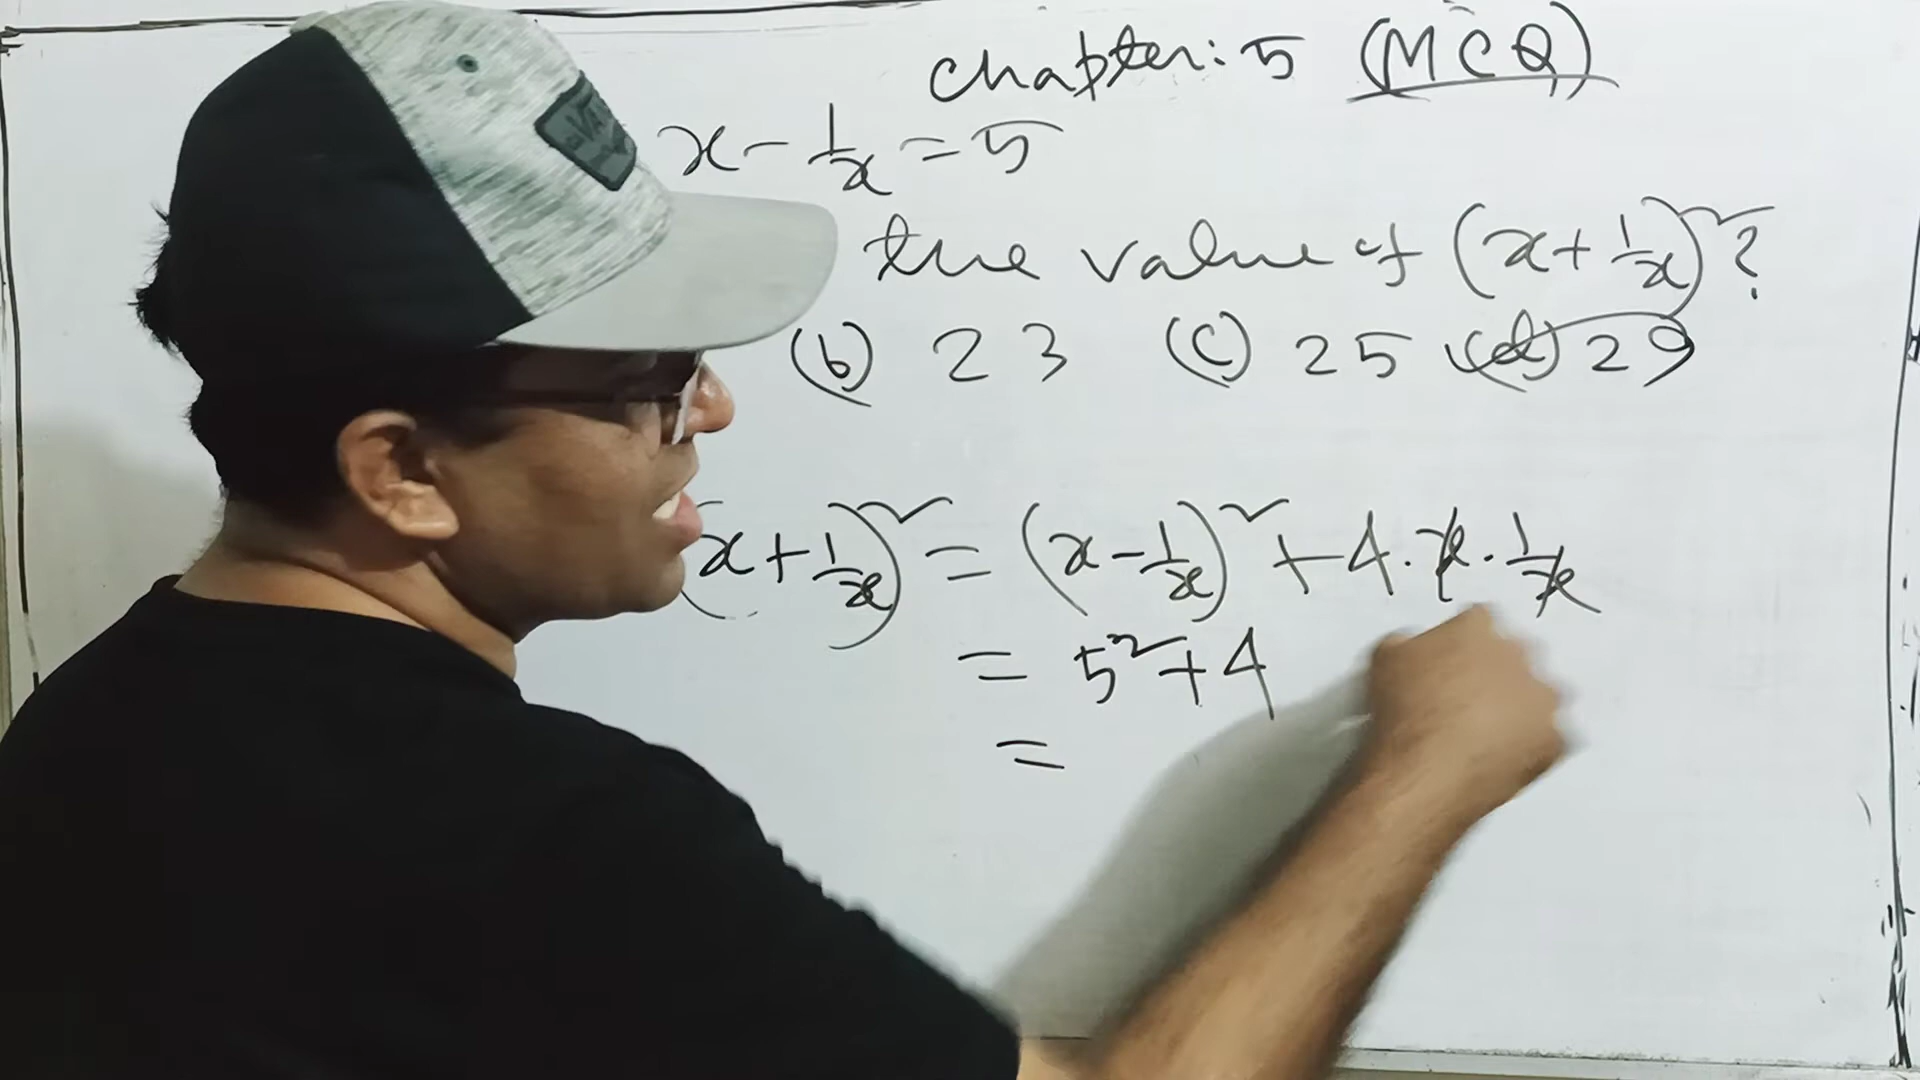 chapter: 5 (MCQ)
x - 1/x = 5
the value of (x + 1/x)² ?
(b) 23 (c) 25 (d) 29
(x + 1/x)² = (x - 1/x)² + 4 . x . 1/x
= 5² + 4
=